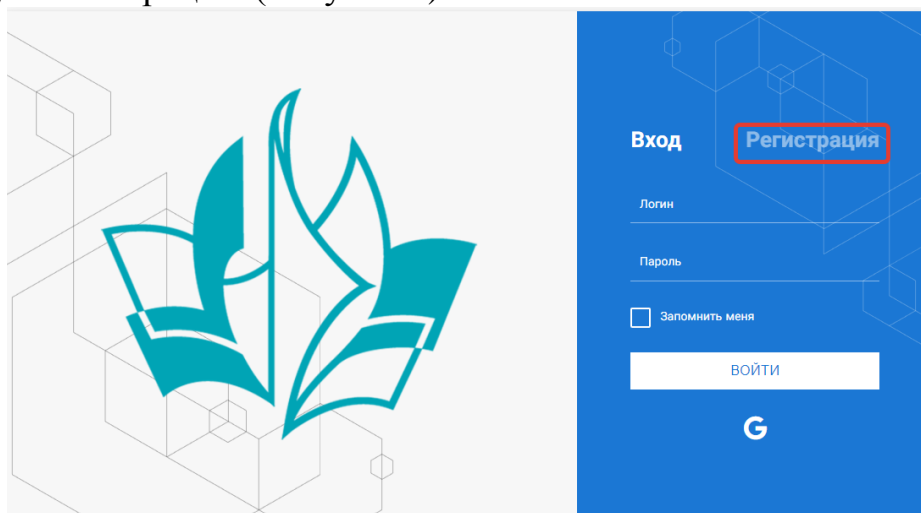 Вход Регистрация
Логин
Пароль
Запомнить меня
ВОЙТИ
G